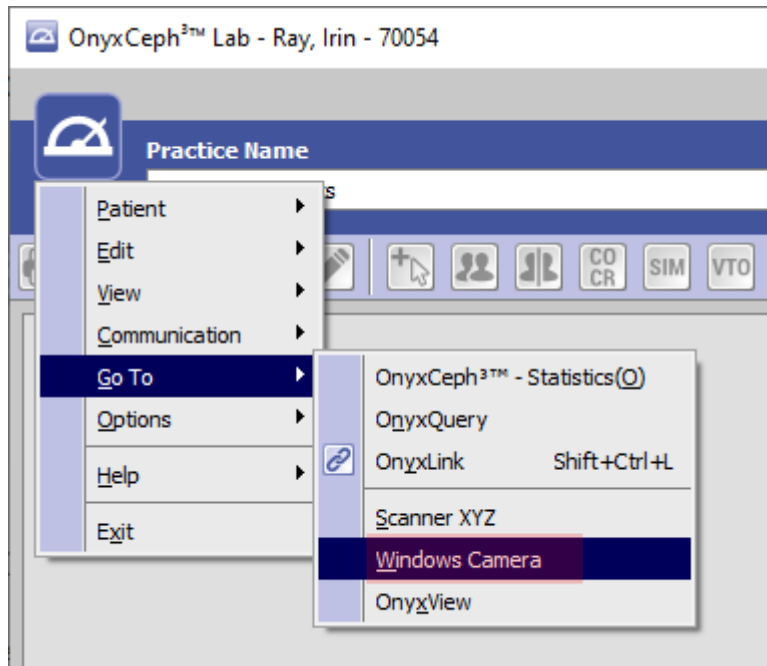 OnyxCeph³™ Lab - Ray, Irin - 70054
Practice Name
s
Patient
Edit
View
Communication
Go To
Options
Help
Exit
CO
CR
SIM
VTO
OnyxCeph³™ - Statistics(O)
OnyxQuery
OnyxLink Shift+Ctrl+L
Scanner XYZ
Windows Camera
OnyxView